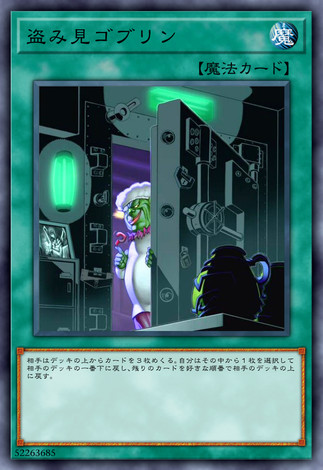 盗み見ゴブリン
魔
【魔法カード】
相手はデッキの上からカードを３枚めくる。自分はその中から１枚を選択して
相手のデッキの一番下に戻し、残りのカードを好きな順番で相手のデッキの上
に戻す。
52263685